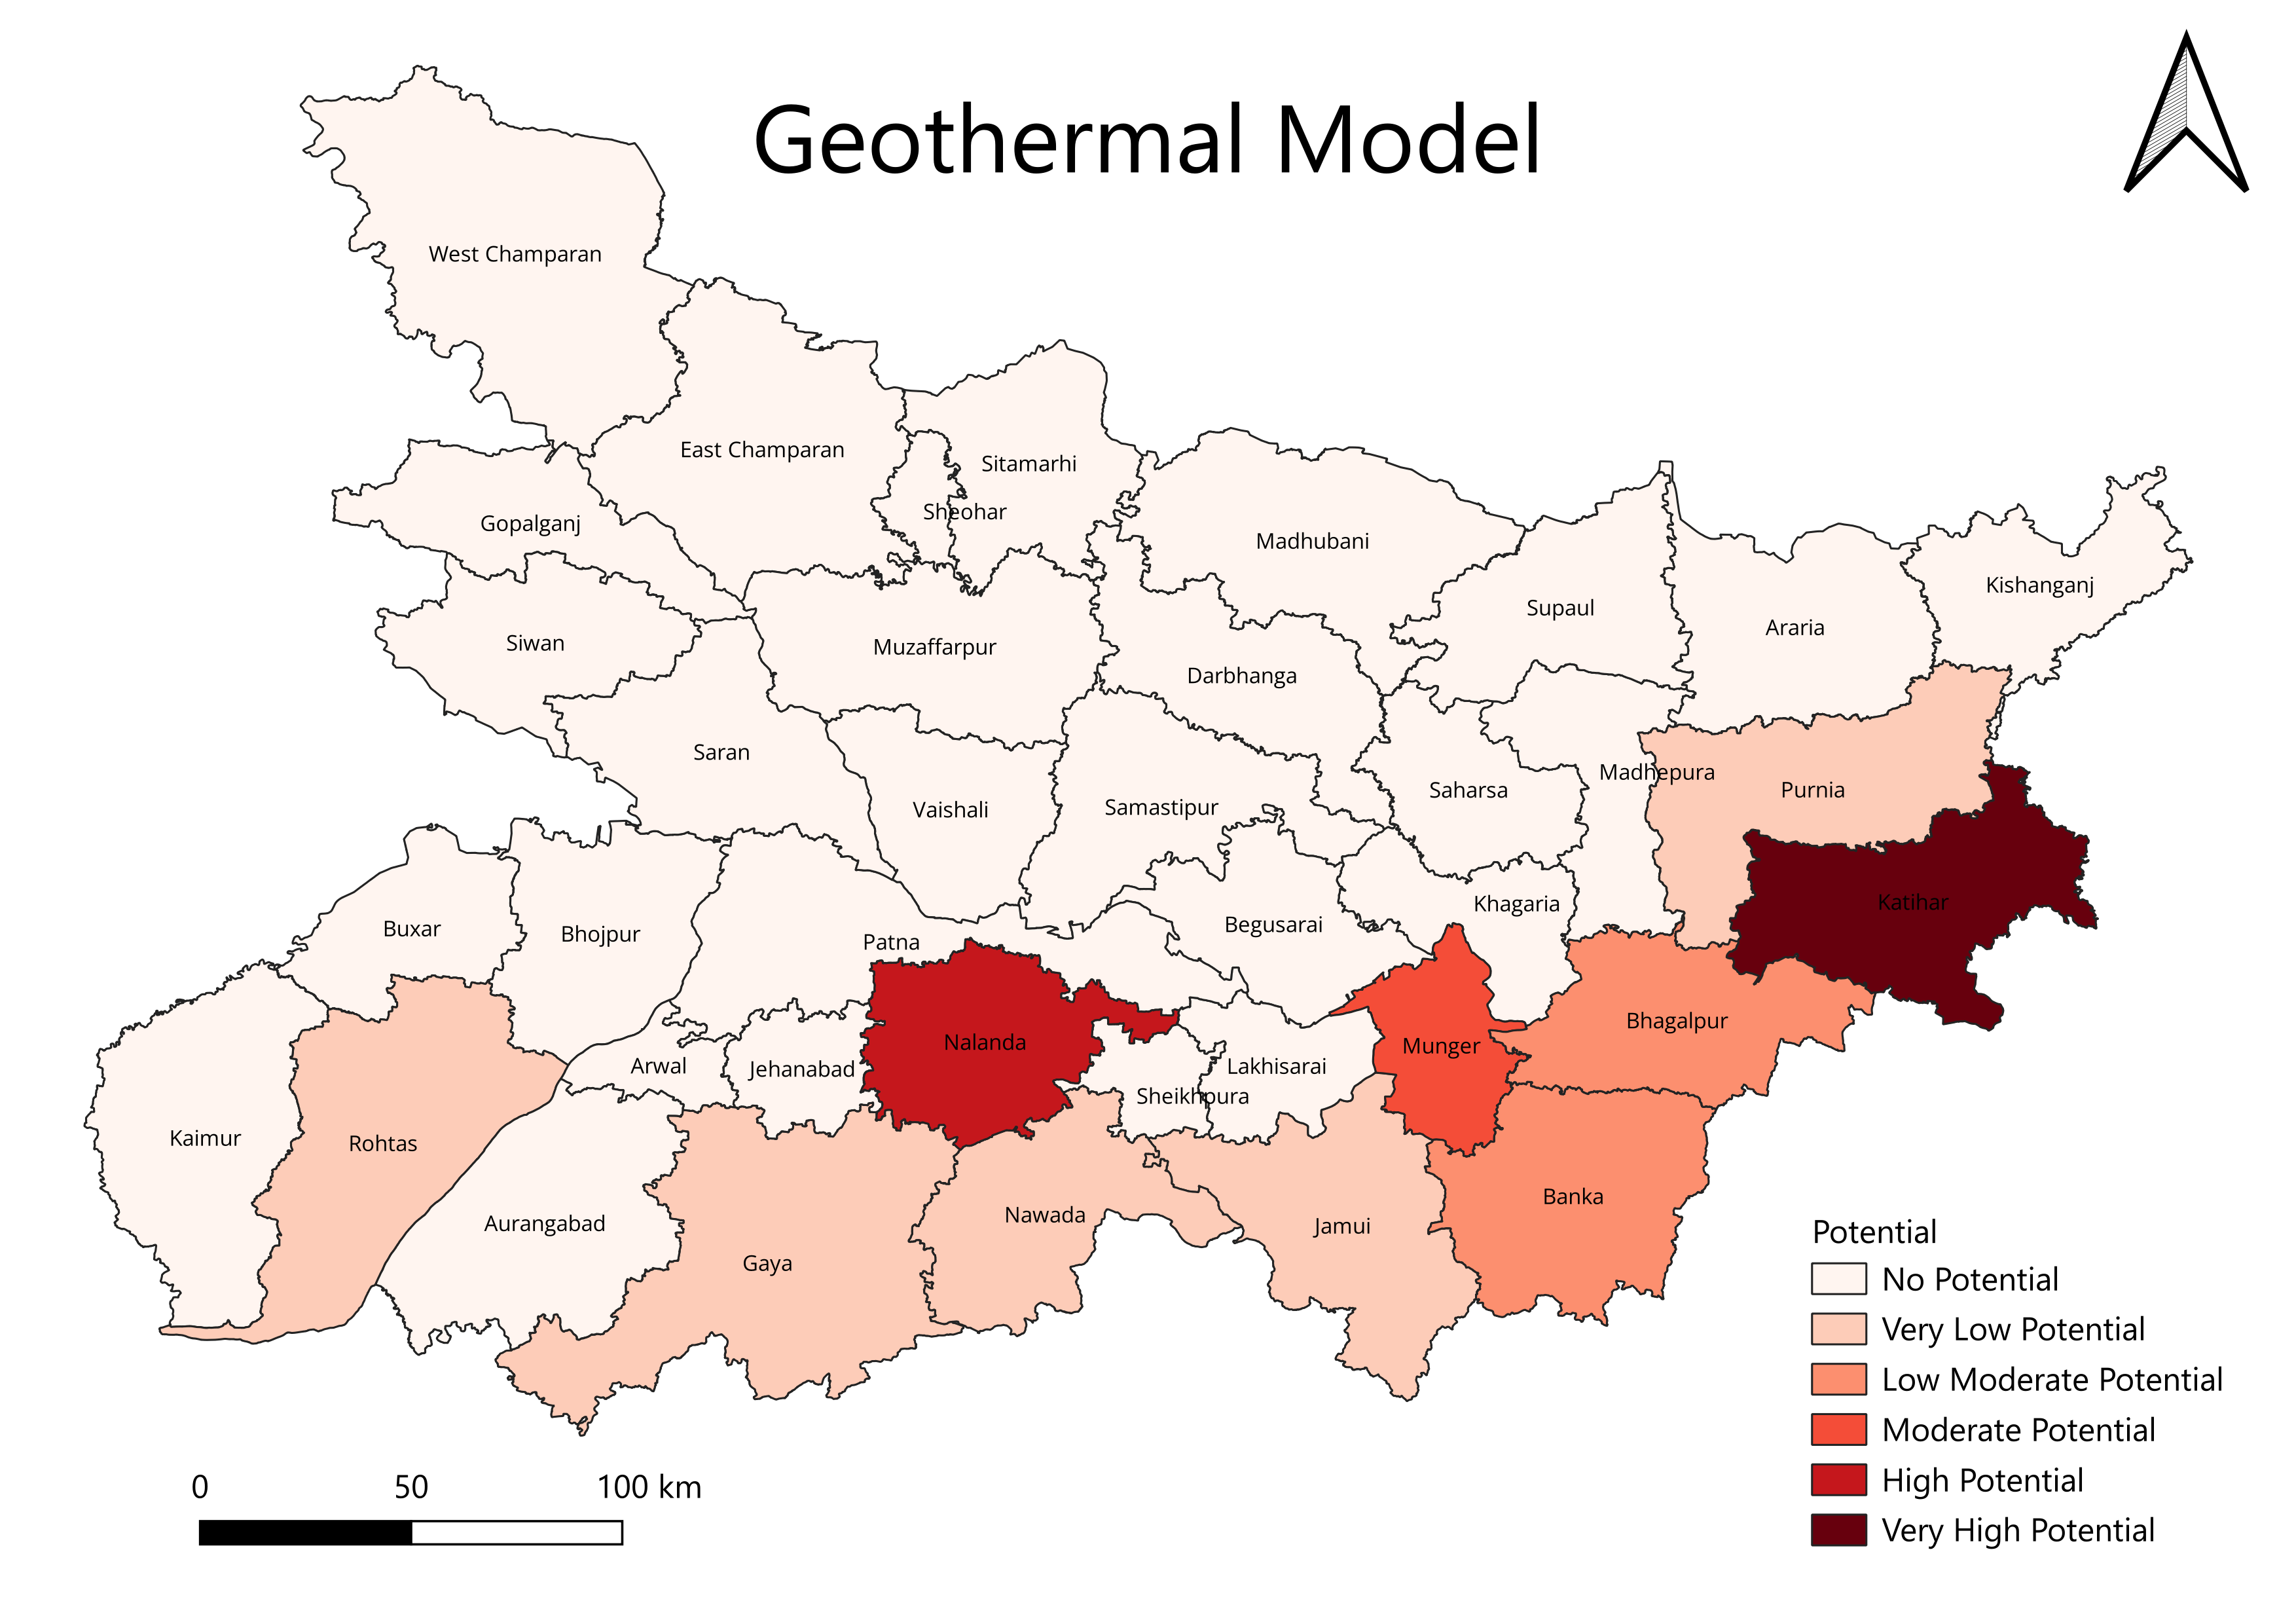 Geothermal Model
West Champaran
East Champaran
Sitamarhi
Sheohar
Gopalganj
Madhubani
Kishanganj
Supaul
Araria
Siwan
Muzaffarpur
Darbhanga
Saran
Madhepura
Purnia
Saharsa
Vaishali
Samastipur
Katihar
Khagaria
Begusarai
Buxar
Bhojpur
Patna
Bhagalpur
Nalanda
Munger
Arwal
Jehanabad
Lakhisarai
Sheikhpura
Kaimur
Rohtas
Banka
Nawada
Aurangabad
Jamui
Gaya
Potential
No Potential
Very Low Potential
Low Moderate Potential
Moderate Potential
High Potential
Very High Potential
0 50 100 km